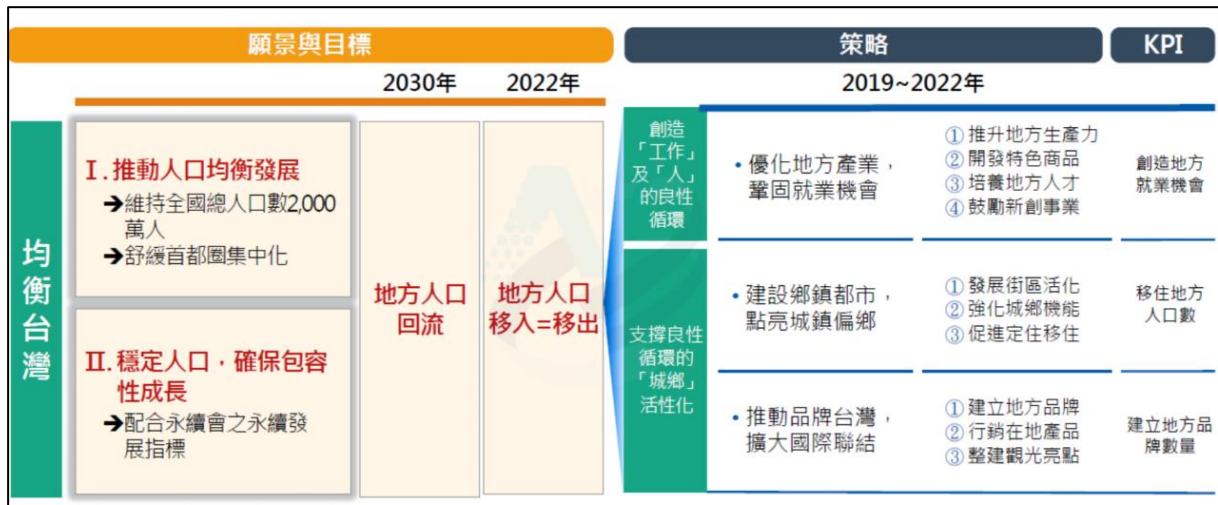 願景與目標
策略
KPI
2030年
2022年
2019~2022年
均衡台灣
I.推動人口均衡發展
➔維持全國總人口數2,000
萬人
➔舒緩首都圈集中化
II.穩定人口，確保包容
性成長
➔配合永續會之永續發
展指標
地方人口
回流
地方人口
移入=移出
創造
「工作」
及「人」
的良性
循環
•優化地方產業，
鞏固就業機會
①推升地方生產力
②開發特色商品
③培養地方人才
④鼓勵新創事業
創造地方
就業機會
支撐良性
循環的
「城鄉」
活性化
•建設鄉鎮都市，
點亮城鎮偏鄉
①發展街區活化
②強化城鄉機能
③促進定住移住
移住地方
人口數
•推動品牌台灣，
擴大國際聯結
①建立地方品牌
②行銷在地產品
③整建觀光亮點
建立地方品
牌數量